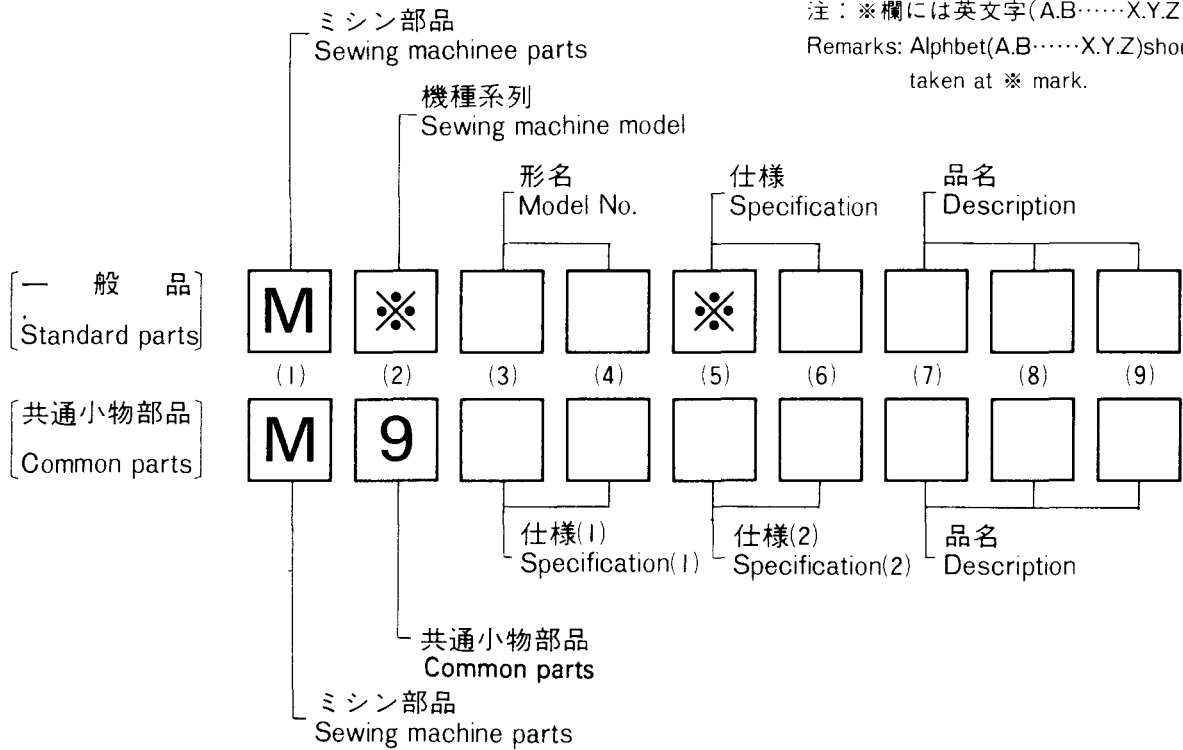 ミシン部品
Sewing machinee parts
注：※欄には英文字(A.B……X.Y.Z
Remarks: Alphbet(A.B……X.Y.Z)shou
taken at ※ mark.
機種系列
Sewing machine model
形名
Model No.
仕様
Specification
品名
Description
一般品
Standard parts
M ※ ※
(1) (2) (3) (4) (5) (6) (7) (8) (9)
共通小物部品
Common parts
M 9
仕様(1)
Specification(1)
仕様(2)
Specification(2)
品名
Description
共通小物部品
Common parts
ミシン部品
Sewing machine parts